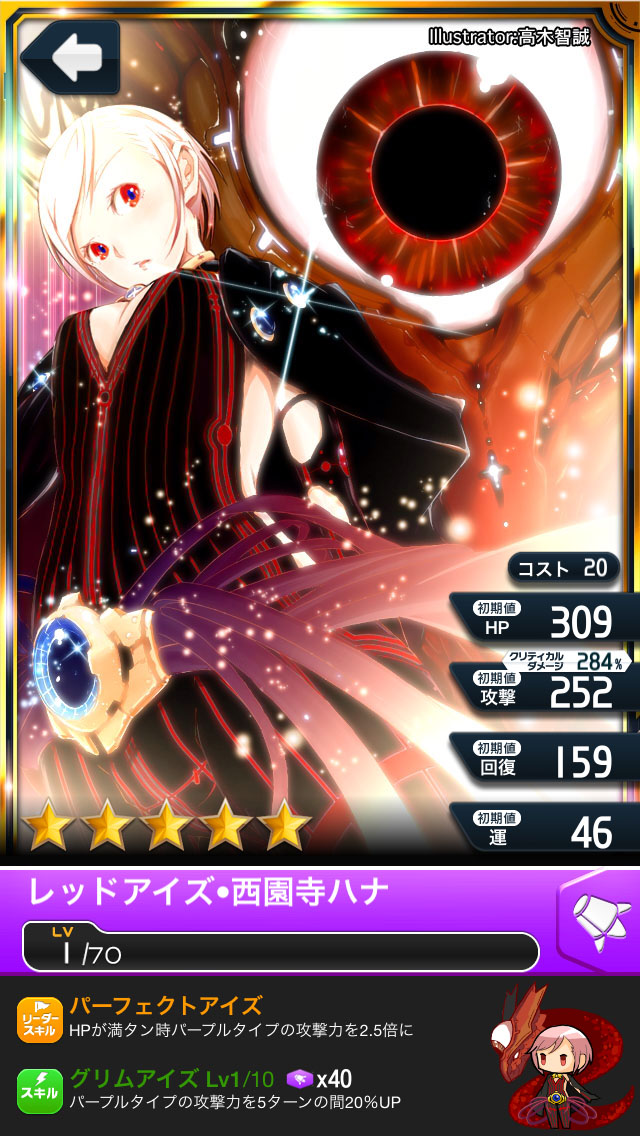 Illustrator:高木智誠
コスト 20
初期値
HP 309
クリティカル
ダメージ 284%
初期値
攻撃 252
初期値
回復 159
初期値
運 46
レッドアイズ•西園寺ハナ
LV
1/70
リーダー
スキル
パーフェクトアイズ
HPが満タン時パープルタイプの攻撃力を2.5倍に
スキル
グリムアイズ Lv1/10 x40
パープルタイプの攻撃力を5ターンの間20%UP